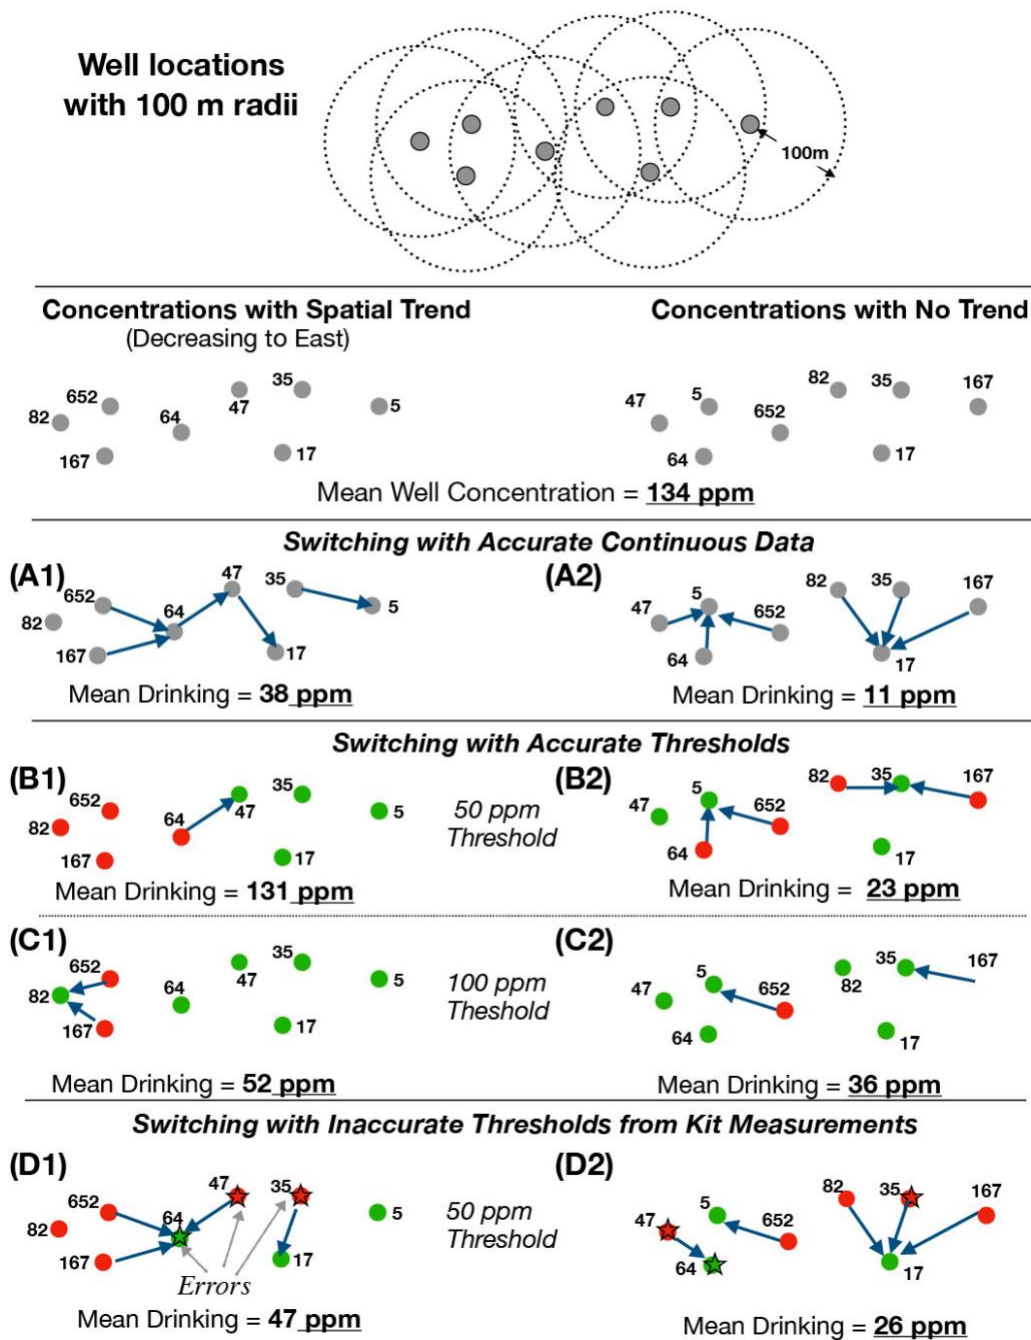 Well locations
with 100 m radii
100m
Concentrations with Spatial Trend
(Decreasing to East)
Concentrations with No Trend
652
82
167
64
47
35
5
17
47
5
64
652
82
35
167
17
Mean Well Concentration = 134 ppm
Switching with Accurate Continuous Data
(A1)
652
82
167
64
47
35
5
17
Mean Drinking = 38 ppm
(A2)
47
5
64
652
82
35
167
17
Mean Drinking = 11 ppm
Switching with Accurate Thresholds
(B1)
652
82
167
64
47
35
5
17
Mean Drinking = 131 ppm
50 ppm
Threshold
(B2)
47
5
64
652
82
35
167
17
Mean Drinking = 23 ppm
(C1)
652
82
167
64
47
35
5
17
Mean Drinking = 52 ppm
100 ppm
Theshold
(C2)
47
5
64
652
82
35
167
17
Mean Drinking = 36 ppm
Switching with Inaccurate Thresholds from Kit Measurements
(D1)
652
82
167
64
47
35
5
17
Errors
Mean Drinking = 47 ppm
50 ppm
Threshold
(D2)
47
5
64
652
82
35
167
17
Mean Drinking = 26 ppm